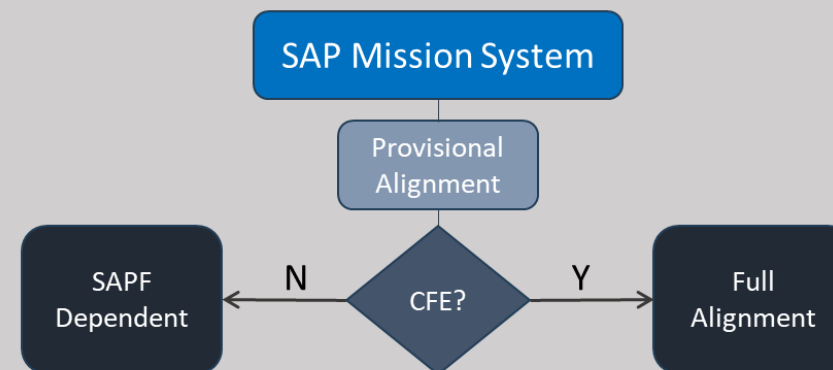 SAP Mission System
Provisional
Alignment
SAPF
Dependent
N
CFE?
Y
Full
Alignment